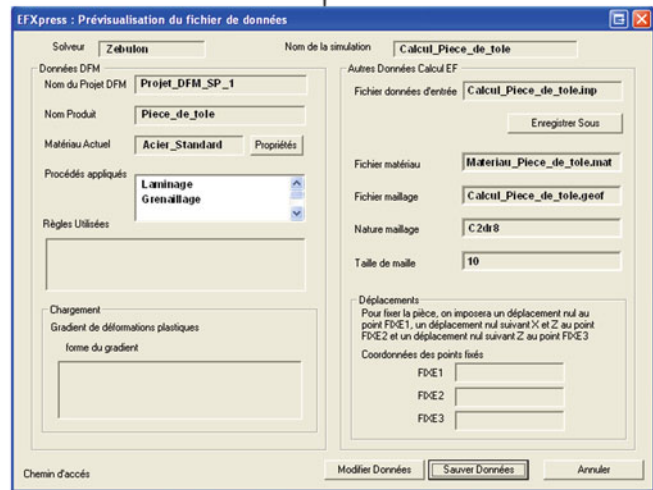 EFXpress : Prévisualisation du fichier de données
Solveur Zebulon
Nom de la simulation Calcul_Piece_de_tole
Données DFM
Nom du Projet DFM Projet_DFM_SP_1
Nom Produit Piece_de_tole
Matériau Actuel Acier_Standard Propriétés
Procédés appliqués
Laminage
Grenaillage
Règles Utilisées
Chargement
Gradient de déformations plastiques
forme du gradient
Autres Données Calcul EF
Fichier données d'entrée Calcul_Piece_de_tole.inp
Enregistrer Sous
Fichier matériau Materiau_Piece_de_tole.mat
Fichier maillage Calcul_Piece_de_tole.geof
Nature maillage C2dr8
Taille de maille 10
Déplacements
Pour fixer la pièce, on imposera un déplacement nul au
point FIXE1, un déplacement nul suivant X et Z au point
FIXE2 et un déplacement nul suivant Z au point FIXE3
Coordonnées des points fixés
FIXE1
FIXE2
FIXE3
Chemin d'accés
Modifier Données
Sauver Données
Annuler